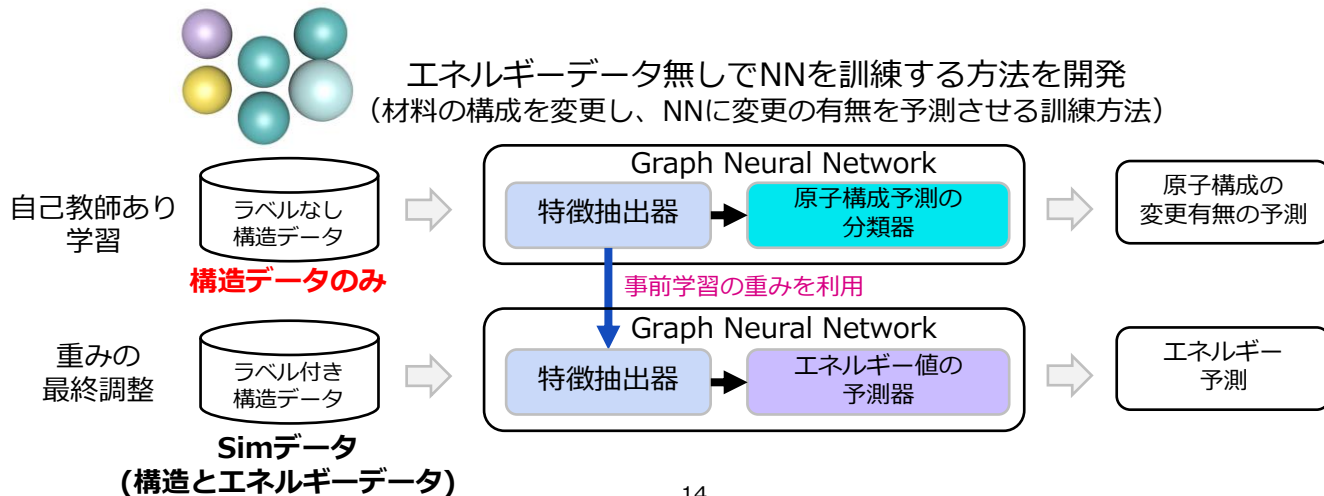 エネルギーデータ無しでNNを訓練する方法を開発
（材料の構成を変更し、NNに変更の有無を予測させる訓練方法）
自己教師あり
学習
ラベルなし
構造データ
構造データのみ
Graph Neural Network
特徴抽出器
原子構成予測の
分類器
原子構成の
変更有無の予測
事前学習の重みを利用
重みの
最終調整
ラベル付き
構造データ
Simデータ
(構造とエネルギーデータ)
Graph Neural Network
特徴抽出器
エネルギー値の
予測器
エネルギー
予測
14